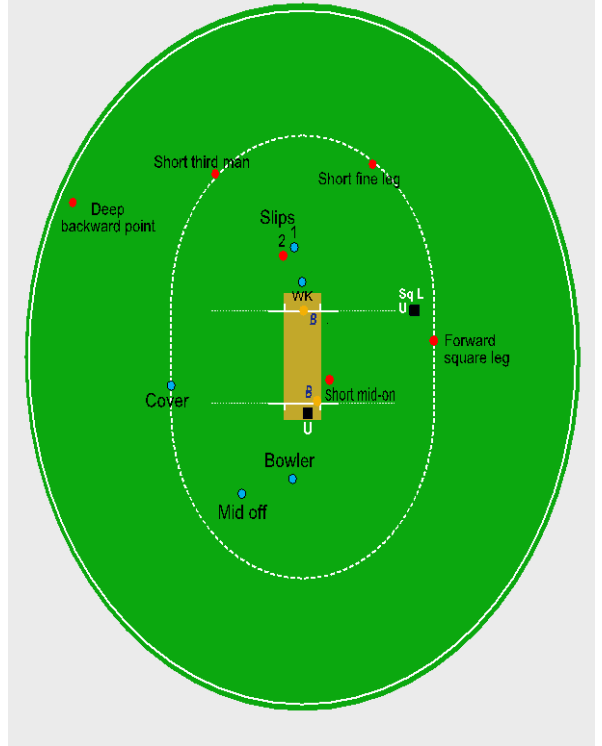 Short third man
Short fine leg
Deep
backward point
Slips
2 1
WK
B
Sq L
U
Forward
square leg
B
Short mid-on
Cover
U
Bowler
Mid off